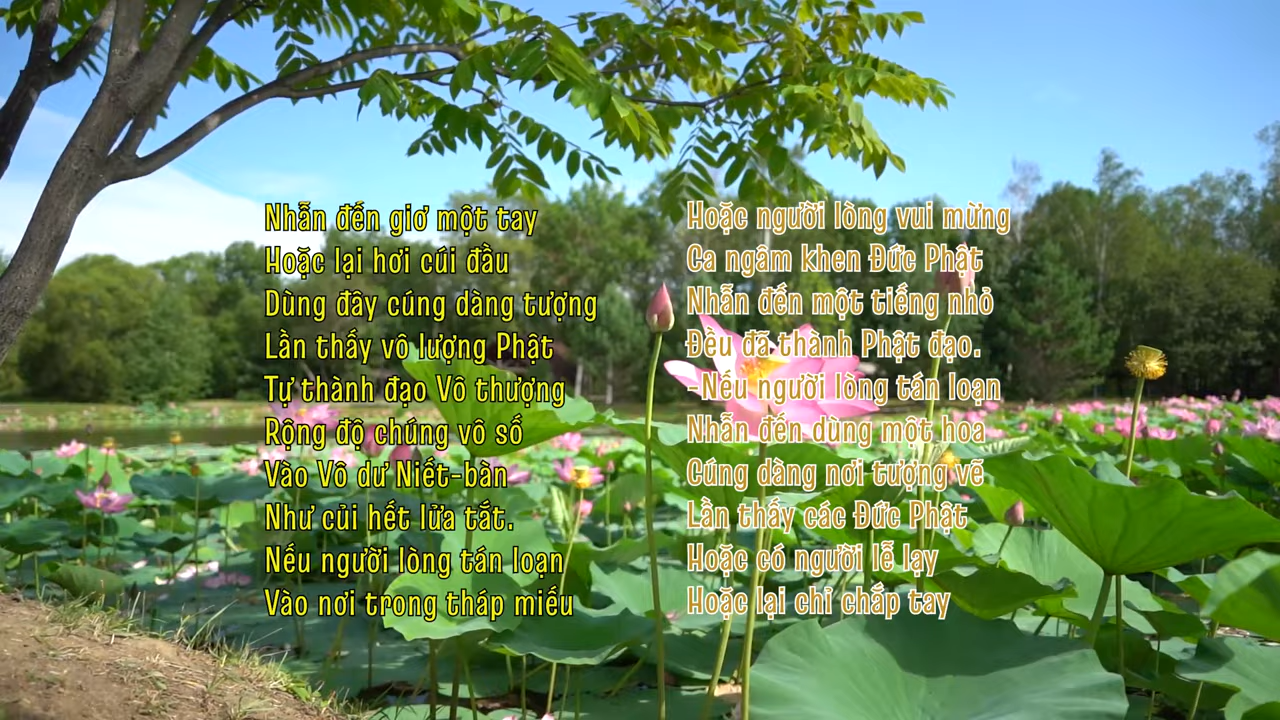 Nhẫn đến giơ một tay
Hoặc lại hơi cúi đầu
Dùng đây cúng dàng tượng
Lần thấy vô lượng Phật
Tự thành đạo Vô thượng
Rộng độ chúng vô số
Vào Vô dư Niết-bàn
Như củi hết lửa tắt.
Nếu người lòng tán loạn
Vào nơi trong tháp miếu
Hoặc người lòng vui mừng
Ca ngâm khen Đức Phật
Nhẫn đến một tiếng nhỏ
Đều đã thành Phật đạo.
-Nếu người lòng tán loạn
Nhẫn đến dùng một hoa
Cúng dàng nơi tượng vẽ
Lần thấy các Đức Phật
Hoặc có người lễ lạy
Hoặc lại chỉ chắp tay